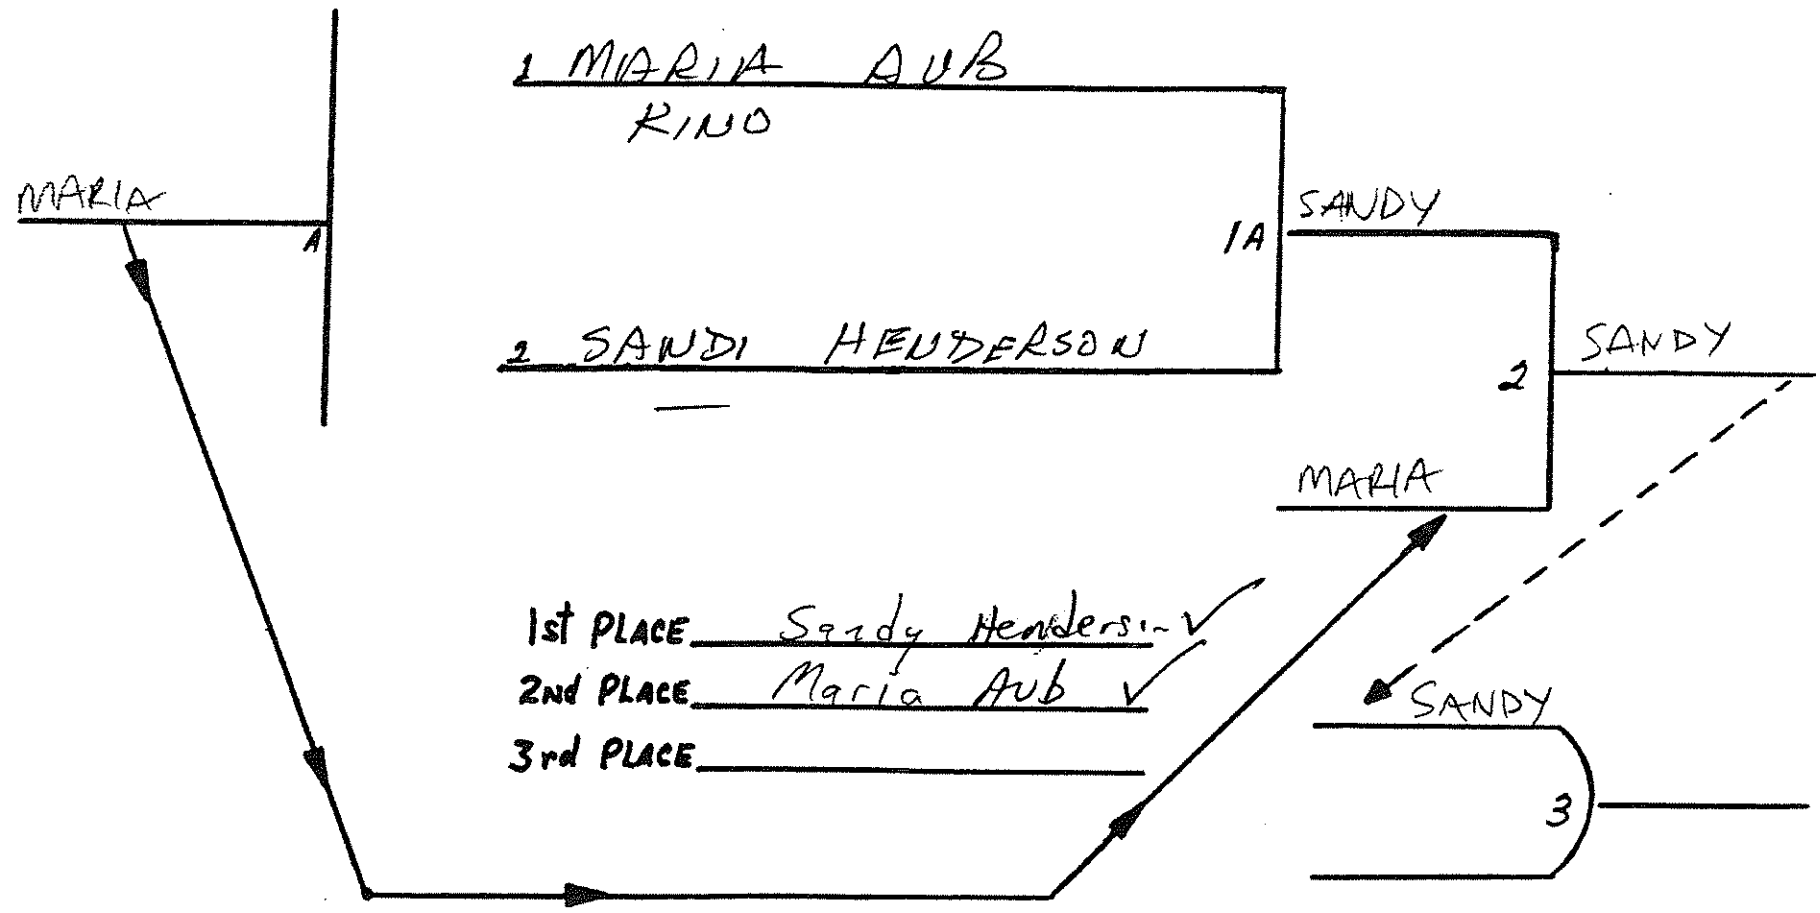 1 MARIA AUB
RINO
MARIA
A
1A
SANDY
2 SANDI HENDERSON
2
SANDY
MARIA
1st PLACE Sandy Henderson ✓
2nd PLACE Maria Aub ✓
3rd PLACE
SANDY
3